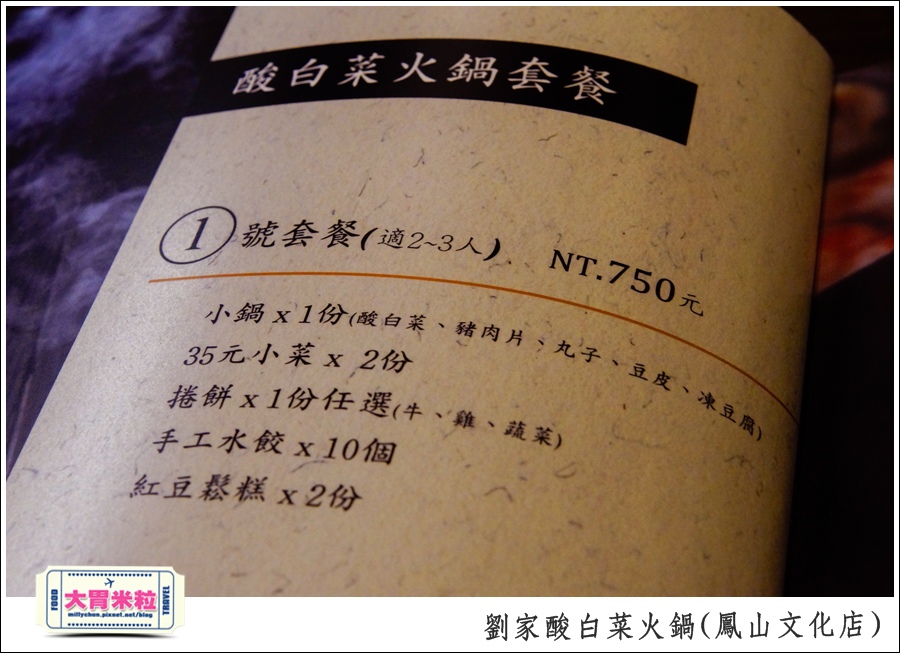 酸白菜火鍋套餐
1 號套餐(適2~3人). NT.750元
小鍋 x 1份(酸白菜、豬肉片、丸子、豆皮、凍豆腐)
35元小菜 x 2份
捲餅 x 1份任選(牛、雞、蔬菜)
手工水餃 x 10個
紅豆鬆糕 x 2份
FOOD
大胃米粒
TRAVEL
millychun.pixnet.net/blog
劉家酸白菜火鍋(鳳山文化店)